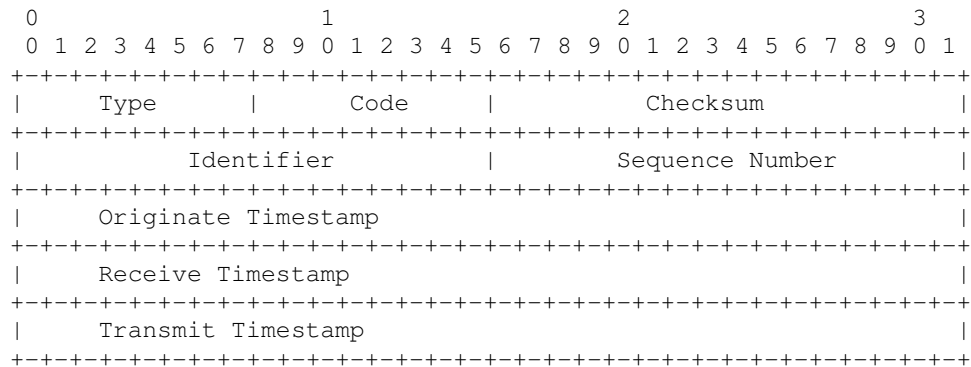 0                   1                   2                   3
 0 1 2 3 4 5 6 7 8 9 0 1 2 3 4 5 6 7 8 9 0 1 2 3 4 5 6 7 8 9 0 1
+-+-+-+-+-+-+-+-+-+-+-+-+-+-+-+-+-+-+-+-+-+-+-+-+-+-+-+-+-+-+-+-+
|     Type      |      Code     |          Checksum             |
+-+-+-+-+-+-+-+-+-+-+-+-+-+-+-+-+-+-+-+-+-+-+-+-+-+-+-+-+-+-+-+-+
|           Identifier          |        Sequence Number        |
+-+-+-+-+-+-+-+-+-+-+-+-+-+-+-+-+-+-+-+-+-+-+-+-+-+-+-+-+-+-+-+-+
|     Originate Timestamp                                       |
+-+-+-+-+-+-+-+-+-+-+-+-+-+-+-+-+-+-+-+-+-+-+-+-+-+-+-+-+-+-+-+-+
|     Receive Timestamp                                         |
+-+-+-+-+-+-+-+-+-+-+-+-+-+-+-+-+-+-+-+-+-+-+-+-+-+-+-+-+-+-+-+-+
|     Transmit Timestamp                                        |
+-+-+-+-+-+-+-+-+-+-+-+-+-+-+-+-+-+-+-+-+-+-+-+-+-+-+-+-+-+-+-+-+